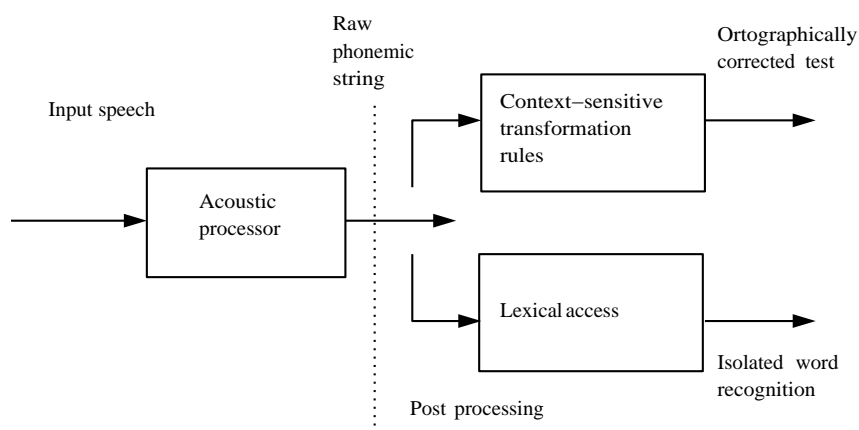 Input speech
Acoustic
processor
Raw
phonemic
string
Context-sensitive
transformation
rules
Ortographically
corrected test
Lexical access
Isolated word
recognition
Post processing